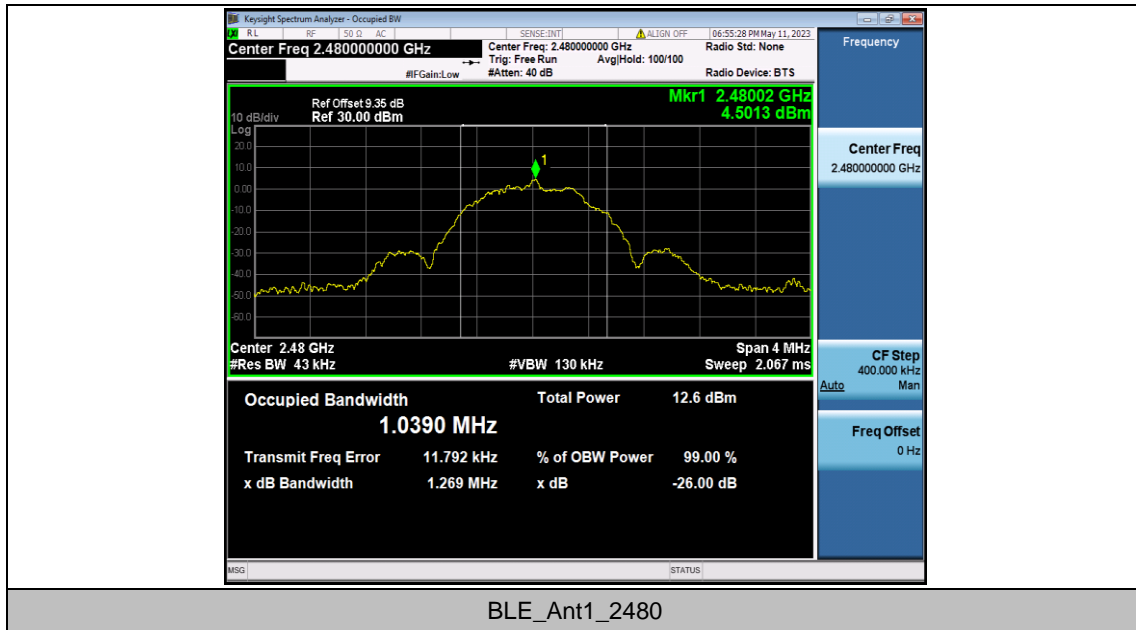 Keysight Spectrum Analyzer - Occupied BW
RL RF 50 Ω AC SENSE:INT ALIGN OFF 06:55:28 PM May 11, 2023
Center Freq 2.480000000 GHz Center Freq: 2.480000000 GHz Radio Std: None
Trig: Free Run Avg|Hold: 100/100
#IFGain:Low #Atten: 40 dB Radio Device: BTS
Frequency
Mkr1 2.48002 GHz
4.5013 dBm
Ref Offset 9.35 dB
10 dB/div Ref 30.00 dBm
Log
20.0
10.0
0.00
-10.0
-20.0
-30.0
-40.0
-50.0
-60.0
1
Center Freq
2.480000000 GHz
Center 2.48 GHz Span 4 MHz
#Res BW 43 kHz #VBW 130 kHz Sweep 2.067 ms
CF Step
400.000 kHz
Auto Man
Occupied Bandwidth Total Power 12.6 dBm
1.0390 MHz
Transmit Freq Error 11.792 kHz % of OBW Power 99.00 %
x dB Bandwidth 1.269 MHz x dB -26.00 dB
Freq Offset
0 Hz
MSG STATUS
BLE_Ant1_2480